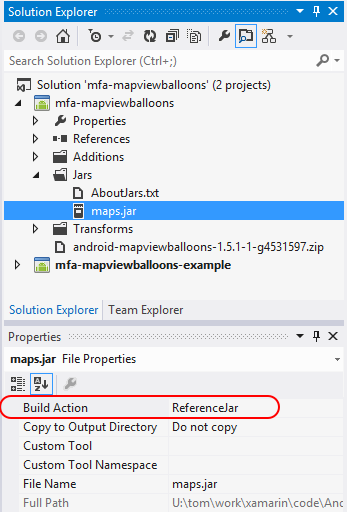 Solution Explorer
Search Solution Explorer (Ctrl+;)
Solution 'mfa-mapviewballoons' (2 projects)
mfa-mapviewballoons
Properties
References
Additions
Jars
AboutJars.txt
maps.jar
Transforms
android-mapviewballoons-1.5.1-1-g4531597.zip
mfa-mapviewballoons-example
Solution Explorer Team Explorer
Properties
maps.jar File Properties
Build Action ReferenceJar
Copy to Output Directory Do not copy
Custom Tool
Custom Tool Namespace
File Name maps.jar
Full Path U:\tom\work\xamarin\code\And